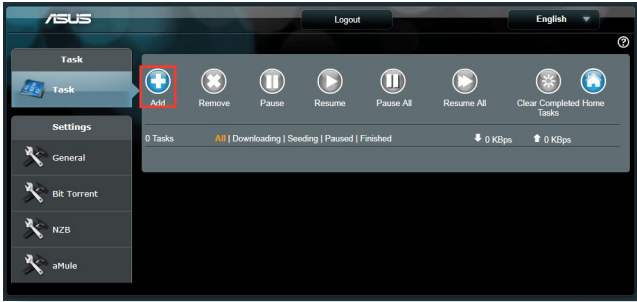 ASUS
Logout
English
Task
Task
Settings
General
Bit Torrent
NZB
aMule
Add
Remove
Pause
Resume
Pause All
Resume All
Clear Completed
Tasks
Home
0 Tasks
All | Downloading | Seeding | Paused | Finished
0 KBps
0 KBps